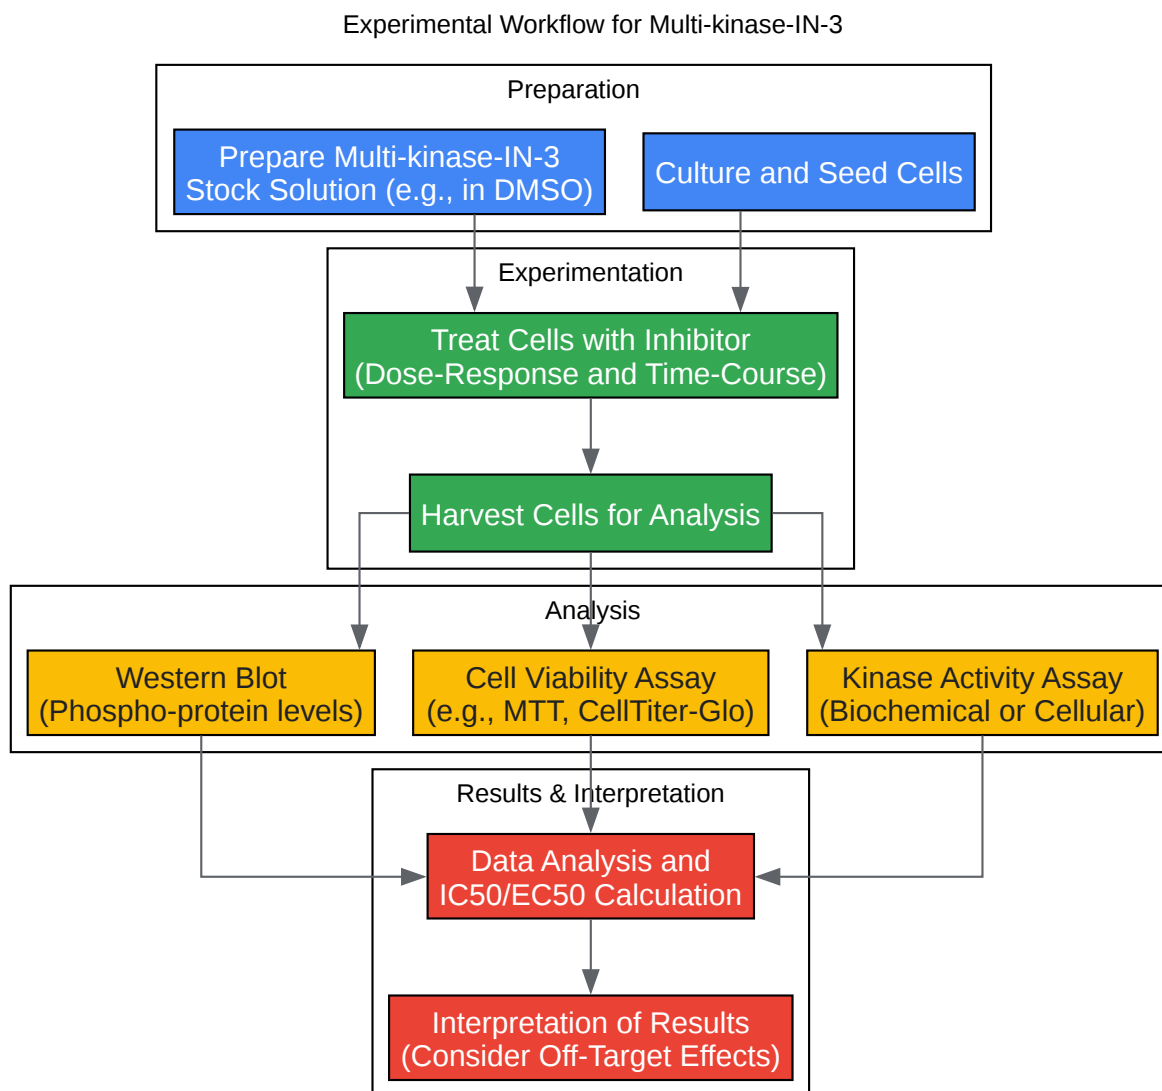 Experimental Workflow for Multi-kinase-IN-3
Preparation
Prepare Multi-kinase-IN-3
Stock Solution (e.g., in DMSO)
Culture and Seed Cells
Experimentation
Treat Cells with Inhibitor
(Dose-Response and Time-Course)
Harvest Cells for Analysis
Analysis
Western Blot
(Phospho-protein levels)
Cell Viability Assay
(e.g., MTT, CellTiter-Glo)
Kinase Activity Assay
(Biochemical or Cellular)
Results & Interpretation
Data Analysis and
IC50/EC50 Calculation
Interpretation of Results
(Consider Off-Target Effects)